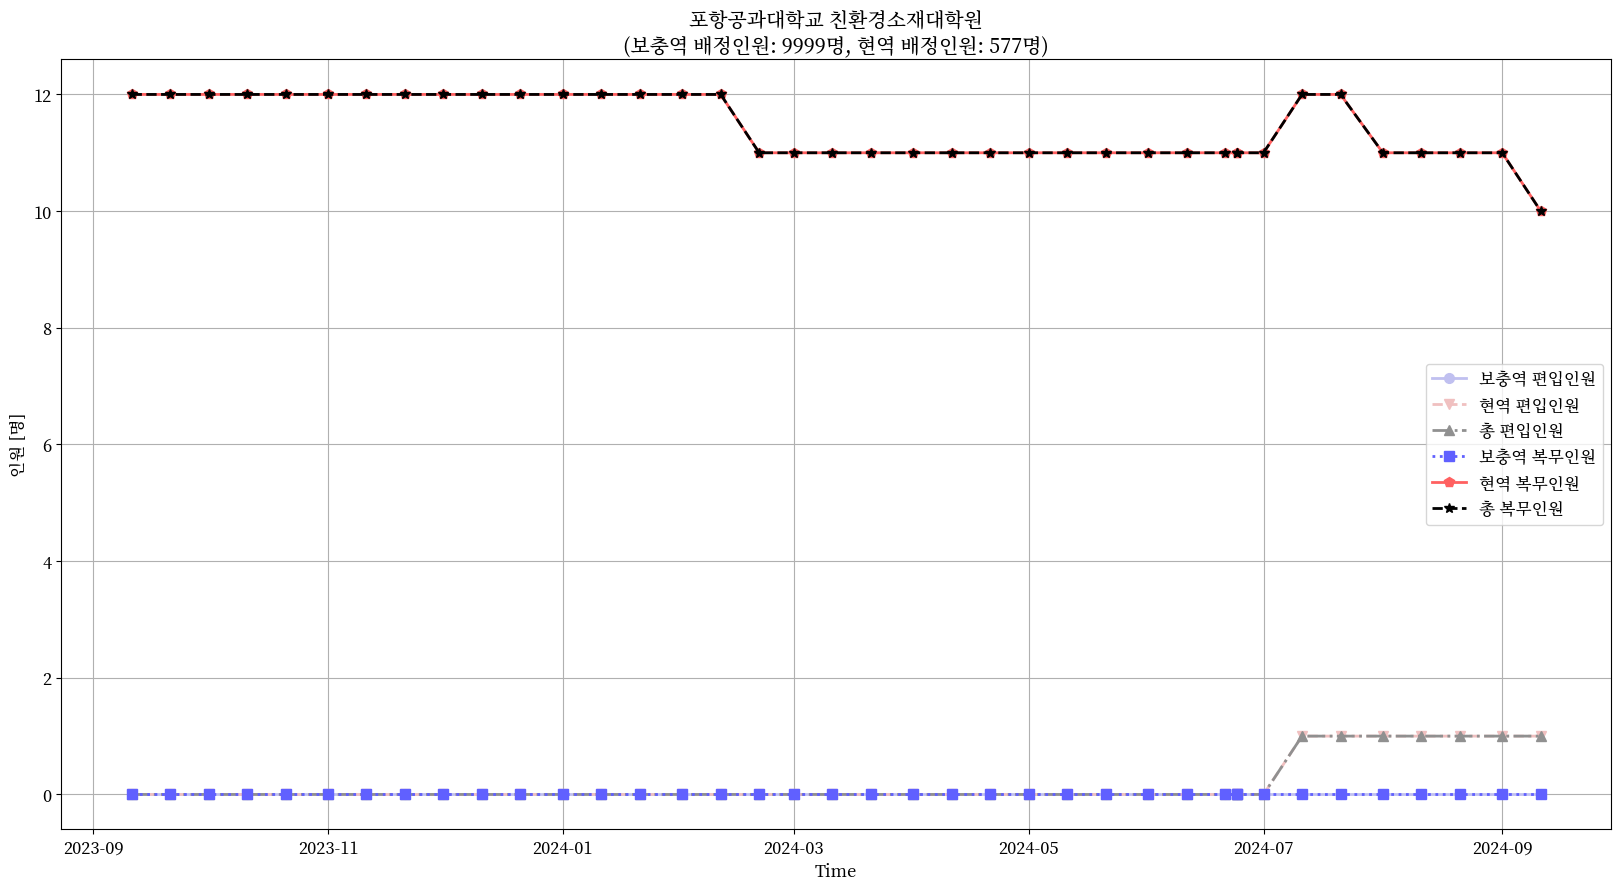 포항공과대학교 친환경소재대학원
(보충역 배정인원: 9999명, 현역 배정인원: 577명)
인원 [명]
12
10
8
6
4
2
0
보충역 편입인원
현역 편입인원
총 편입인원
보충역 복무인원
현역 복무인원
총 복무인원
2023-09
2023-11
2024-01
2024-03
2024-05
2024-07
2024-09
Time